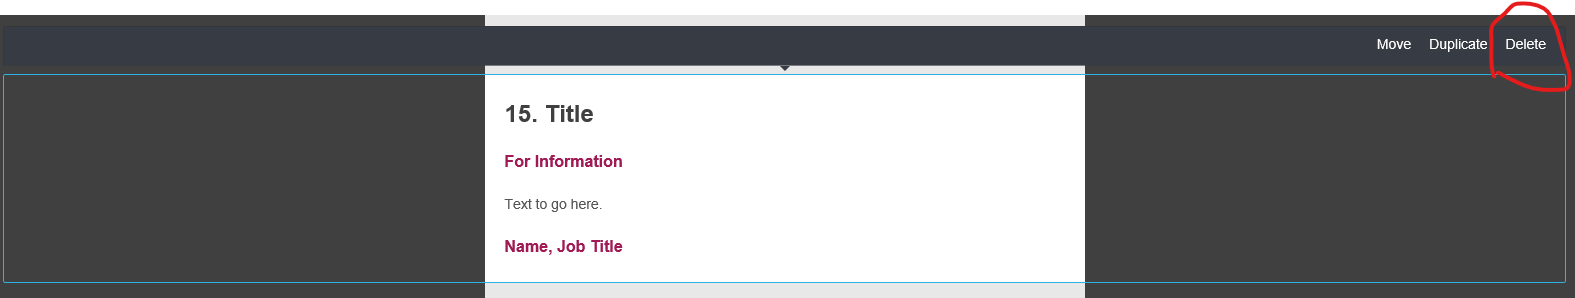 Move Duplicate Delete
15. Title
For Information
Text to go here.
Name, Job Title